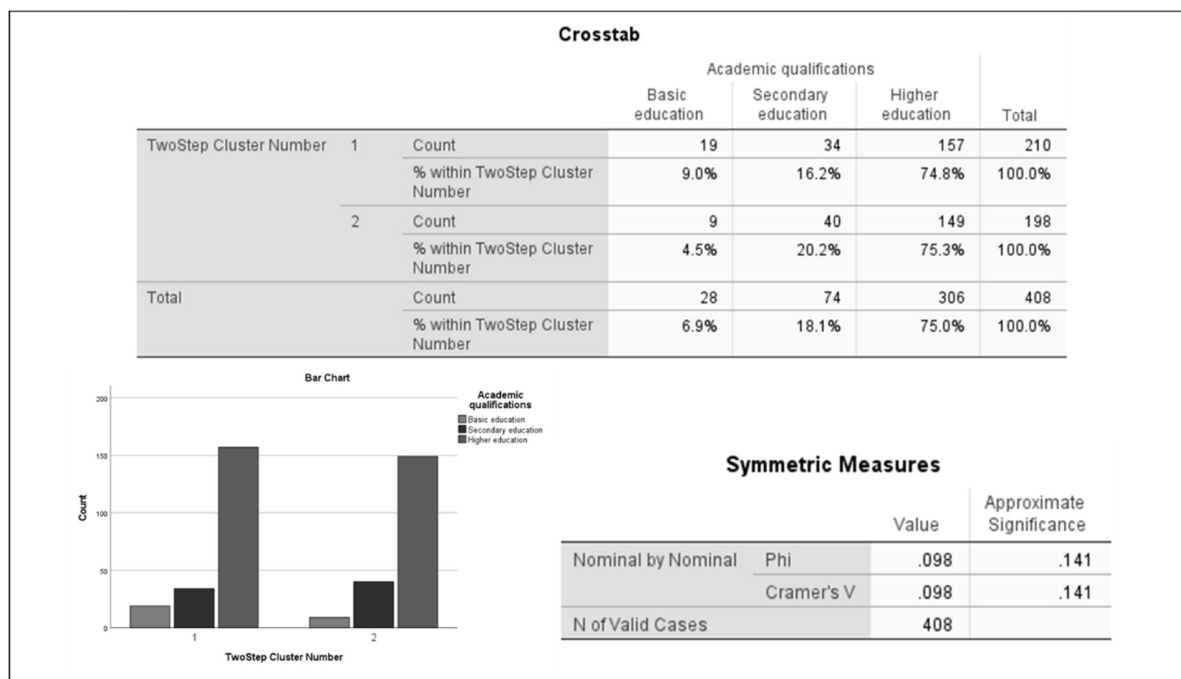 Crosstab
Academic qualifications
Basic education Secondary education Higher education Total
TwoStep Cluster Number 1 Count 19 34 157 210
% within TwoStep Cluster Number 9.0% 16.2% 74.8% 100.0%
2 Count 9 40 149 198
% within TwoStep Cluster Number 4.5% 20.2% 75.3% 100.0%
Total Count 28 74 306 408
% within TwoStep Cluster Number 6.9% 18.1% 75.0% 100.0%
Bar Chart
200
150
100
50
0
Count
1 2
TwoStep Cluster Number
Academic
qualifications
Basic education
Secondary education
Higher education
Symmetric Measures
Value Approximate Significance
Nominal by Nominal Phi .098 .141
Cramer's V .098 .141
N of Valid Cases 408